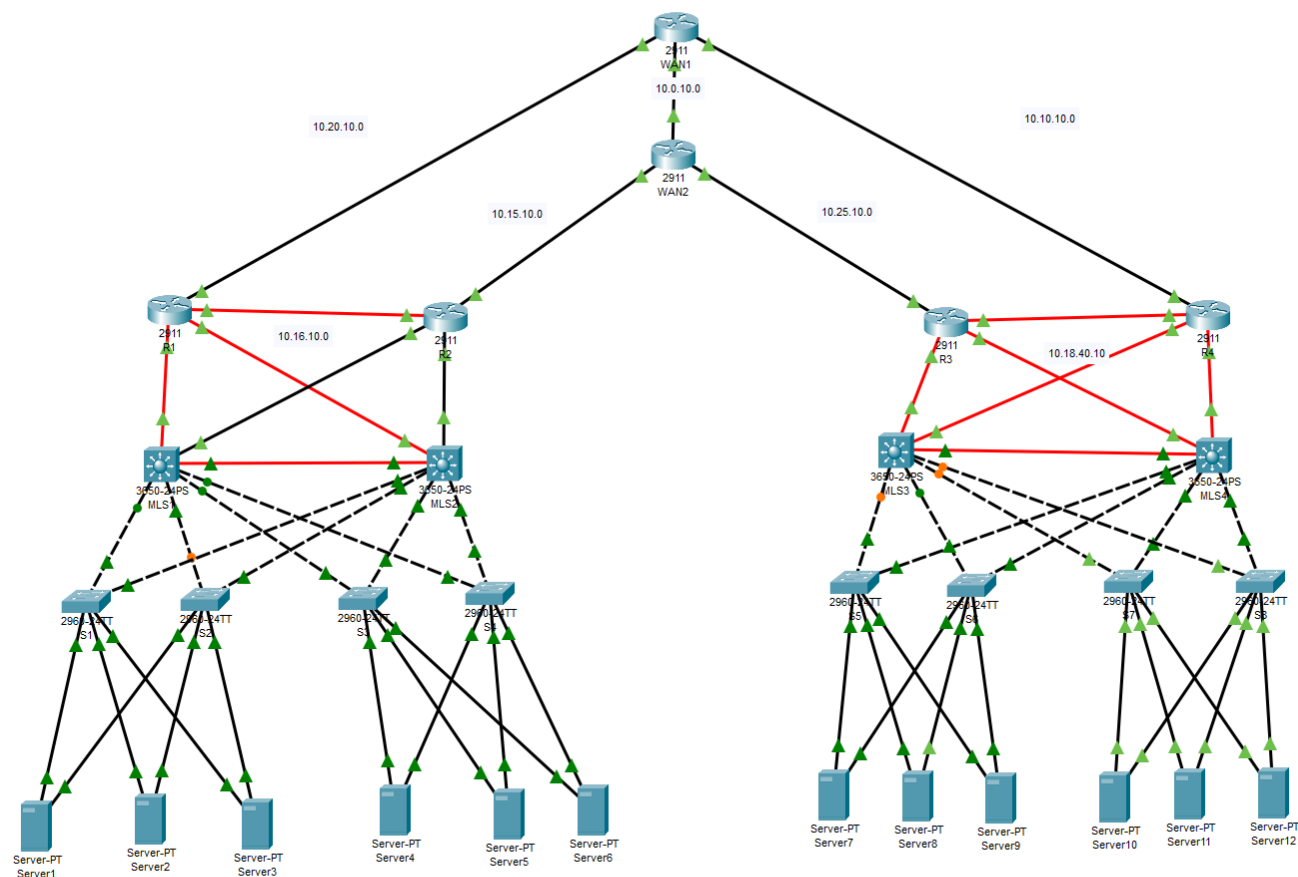 2911
WAN1
10.0.10.0
10.20.10.0
10.10.10.0
2911
WAN2
10.15.10.0
10.25.10.0
2911
R1
10.16.10.0
2911
R2
2911
R3
10.18.40.10
2911
R4
3650-24PS
MLS1
3650-24PS
MLS2
3650-24PS
MLS3
3650-24PS
MLS4
2960-24TT
S1
2960-24TT
S2
2960-24TT
S3
2960-24TT
S4
2960-24TT
S5
2960-24TT
S6
2960-24TT
S7
2960-24TT
S8
Server-PT
Server1
Server-PT
Server2
Server-PT
Server3
Server-PT
Server4
Server-PT
Server5
Server-PT
Server6
Server-PT
Server7
Server-PT
Server8
Server-PT
Server9
Server-PT
Server10
Server-PT
Server11
Server-PT
Server12